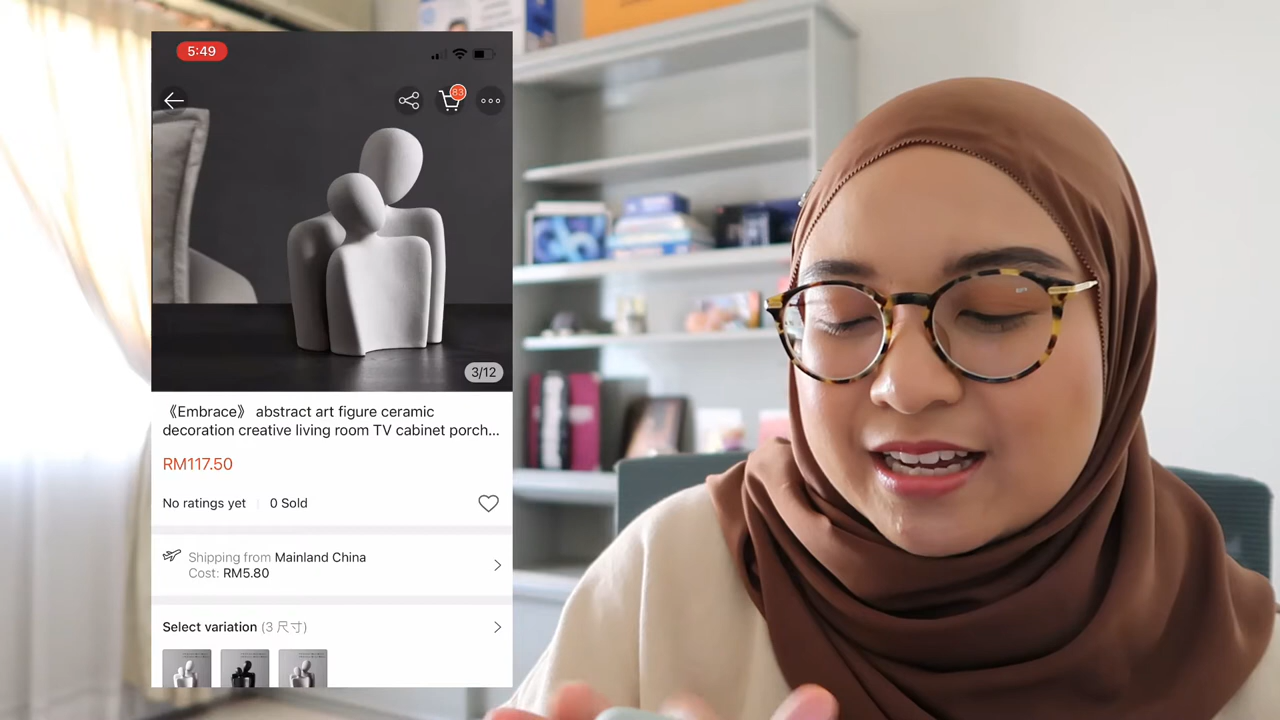 5:49
83
3/12
《Embrace》 abstract art figure ceramic
decoration creative living room TV cabinet porch...
RM117.50
No ratings yet
0 Sold
Shipping from Mainland China
Cost: RM5.80
Select variation (3 尺寸)